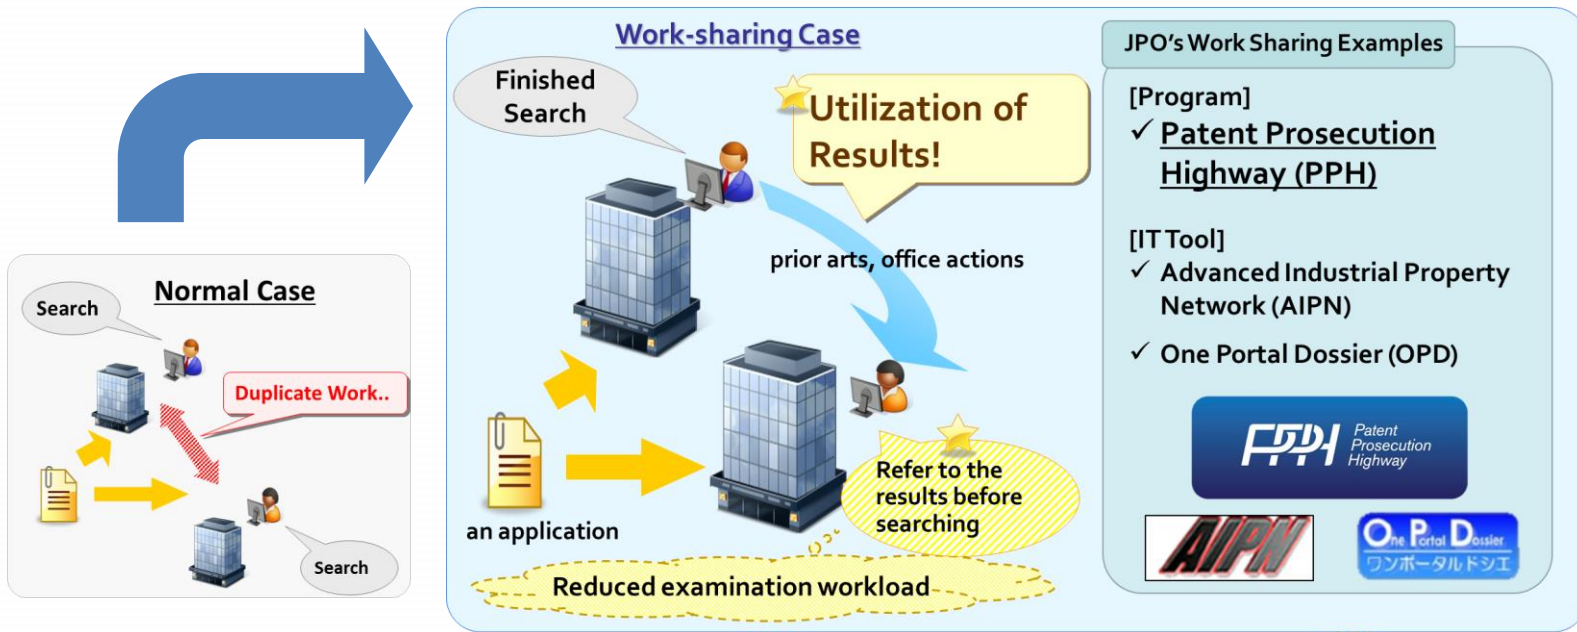 Normal Case
Search
Duplicate Work..
Search
Work-sharing Case
Finished
Search
Utilization of
Results!
prior arts, office actions
an application
Refer to the
results before
searching
Reduced examination workload
JPO's Work Sharing Examples
[Program]
✓ Patent Prosecution
Highway (PPH)
[IT Tool]
✓ Advanced Industrial Property
Network (AIPN)
✓ One Portal Dossier (OPD)
PPH
Patent
Prosecution
Highway
AIPN
One Portal Dossier
ワンポータルドシエ